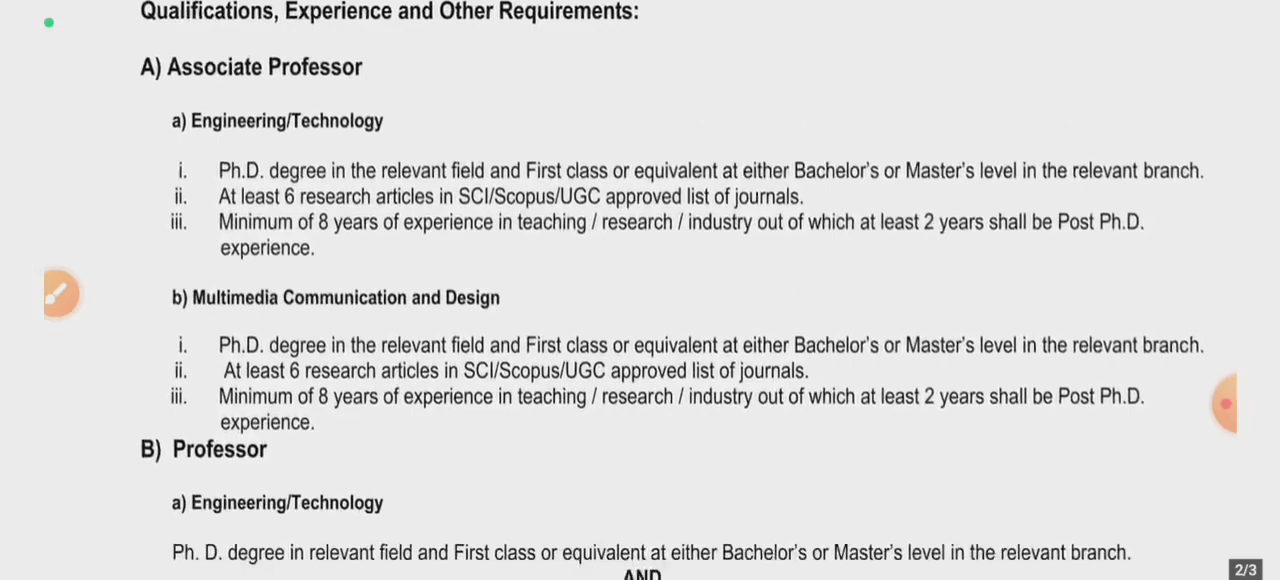 Qualifications, Experience and Other Requirements:
A) Associate Professor
a) Engineering/Technology
i. Ph.D. degree in the relevant field and First class or equivalent at either Bachelor's or Master's level in the relevant branch.
ii. At least 6 research articles in SCI/Scopus/UGC approved list of journals.
iii. Minimum of 8 years of experience in teaching / research / industry out of which at least 2 years shall be Post Ph.D.
experience.
b) Multimedia Communication and Design
i. Ph.D. degree in the relevant field and First class or equivalent at either Bachelor's or Master's level in the relevant branch.
ii. At least 6 research articles in SCI/Scopus/UGC approved list of journals.
iii. Minimum of 8 years of experience in teaching / research / industry out of which at least 2 years shall be Post Ph.D.
experience.
B) Professor
a) Engineering/Technology
Ph. D. degree in relevant field and First class or equivalent at either Bachelor's or Master's level in the relevant branch.
AND
2/3